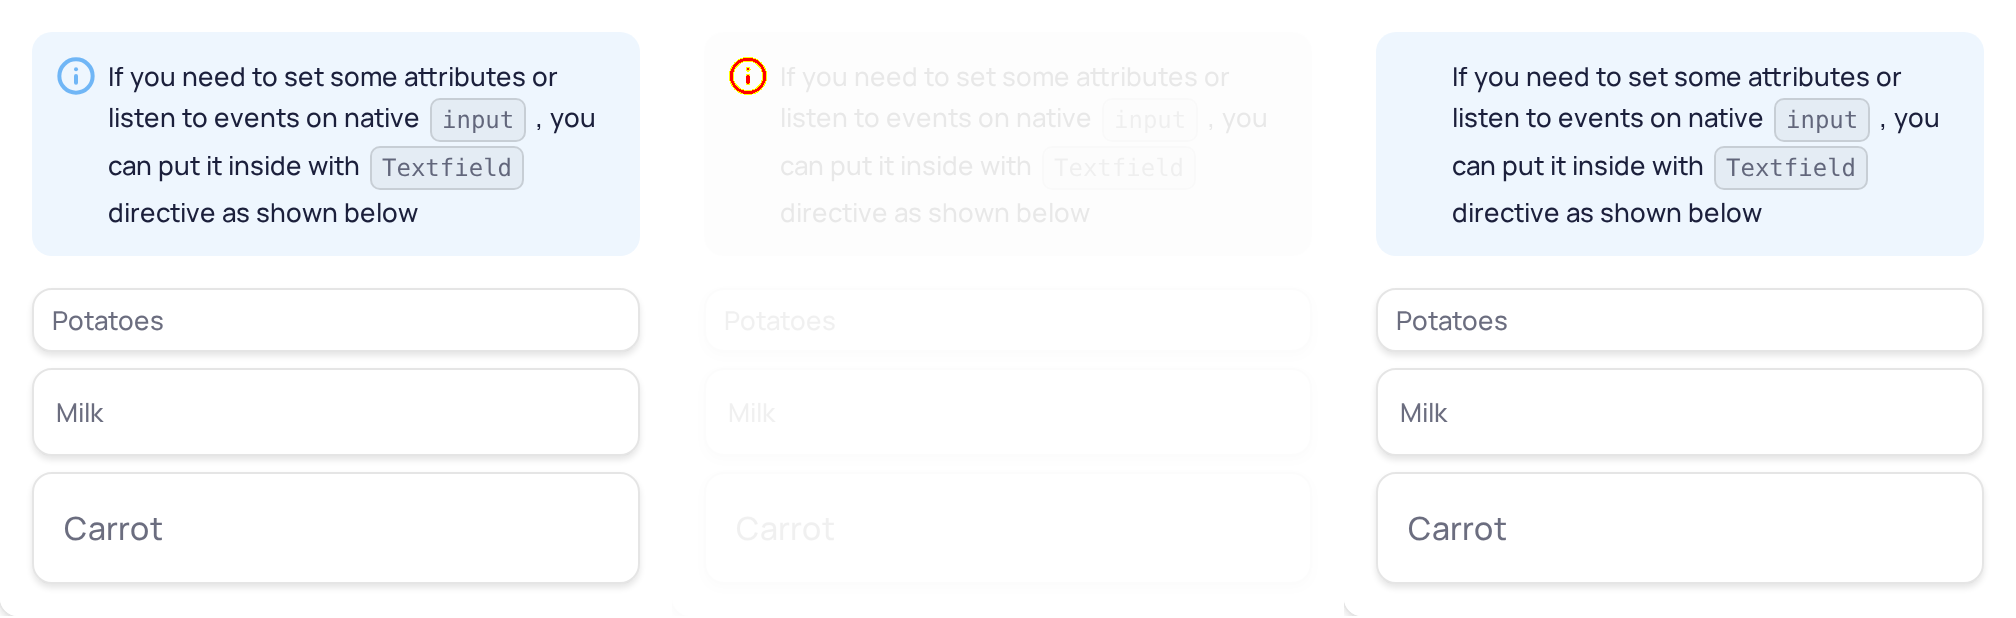 If you need to set some attributes or
listen to events on native input , you
can put it inside with Textfield
directive as shown below
Potatoes
Milk
Carrot
If you need to set some attributes or
listen to events on native input , you
can put it inside with Textfield
directive as shown below
Potatoes
Milk
Carrot
If you need to set some attributes or
listen to events on native input , you
can put it inside with Textfield
directive as shown below
Potatoes
Milk
Carrot